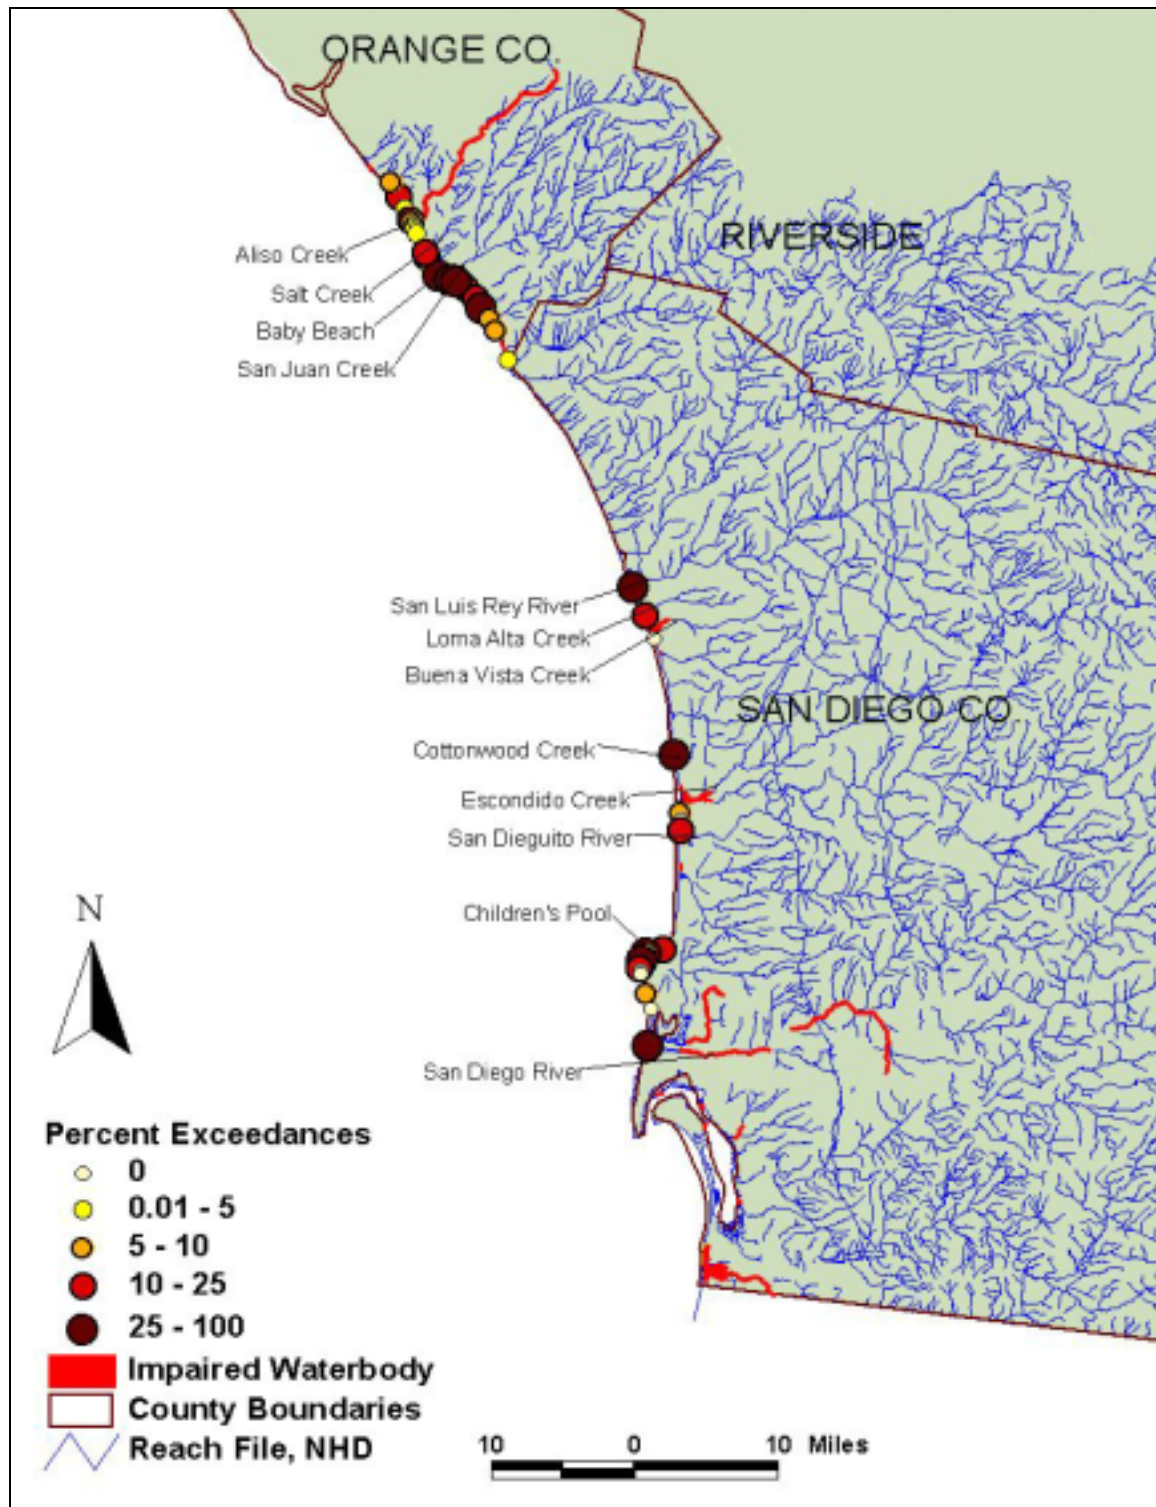 ORANGE CO.
RIVERSIDE
Aliso Creek
Salt Creek
Baby Beach
San Juan Creek
San Luis Rey River
Loma Alta Creek
Buena Vista Creek
SAN DIEGO CO.
Cottonwood Creek
Escondido Creek
San Dieguito River
Children's Pool
San Diego River
N
Percent Exceedances
0
0.01 - 5
5 - 10
10 - 25
25 - 100
Impaired Waterbody
County Boundaries
Reach File, NHD
10 0 10 Miles